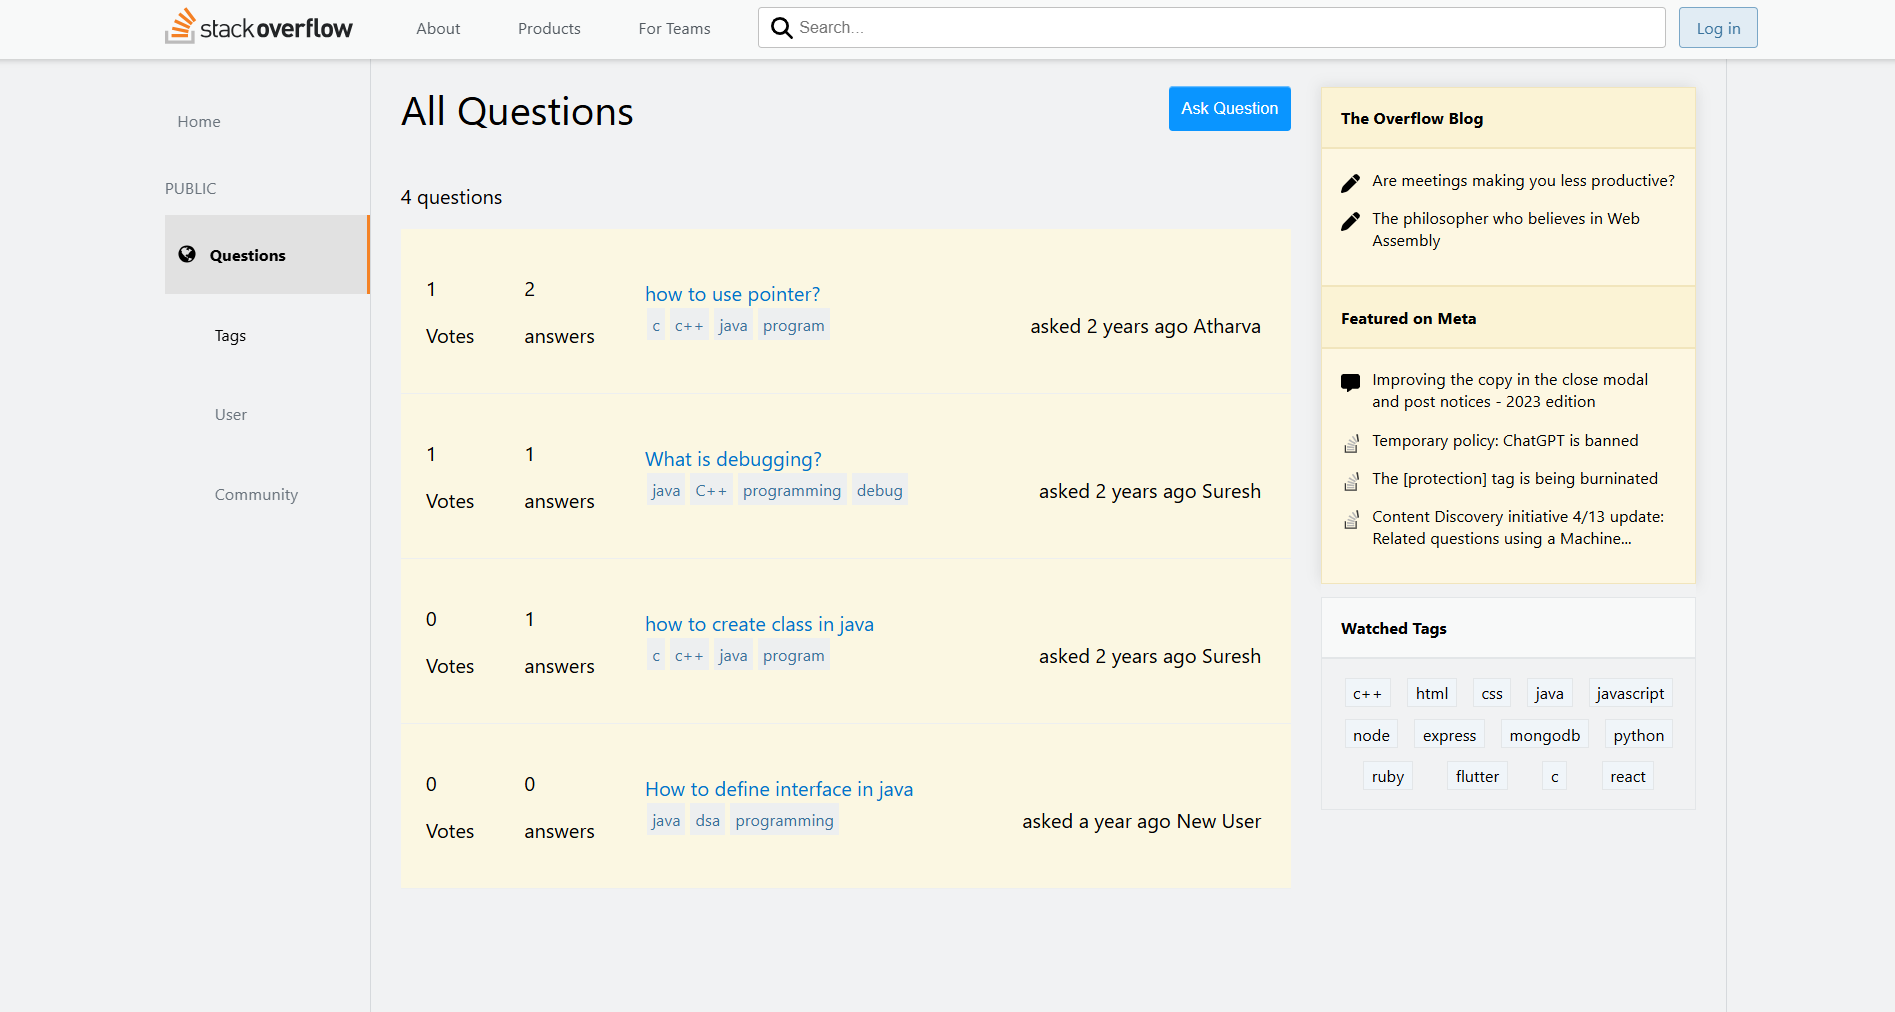 stackoverflow
About
Products
For Teams
Search...
Log in
Home
PUBLIC
Questions
Tags
User
Community
All Questions
Ask Question
4 questions
1
2
Votes
answers
how to use pointer?
c c++ java program
asked 2 years ago Atharva
1
1
Votes
answers
What is debugging?
java C++ programming debug
asked 2 years ago Suresh
0
1
Votes
answers
how to create class in java
c c++ java program
asked 2 years ago Suresh
0
0
Votes
answers
How to define interface in java
java dsa programming
asked a year ago New User
The Overflow Blog
Are meetings making you less productive?
The philosopher who believes in Web
Assembly
Featured on Meta
Improving the copy in the close modal
and post notices - 2023 edition
Temporary policy: ChatGPT is banned
The [protection] tag is being burninated
Content Discovery initiative 4/13 update:
Related questions using a Machine...
Watched Tags
c++ html css java javascript
node express mongodb python
ruby flutter c react